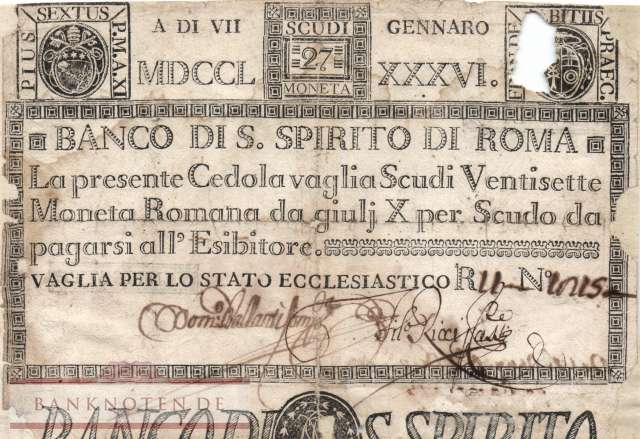 PIUS SEXTUS P.M.A.XI
A DI VII
SCUDI
27
MONETA
GENNARO
MDCCL XXXVI.
BITIIS PRAEC.
BANCO DI S. SPIRITO DI ROMA
La presente Cedola vaglia Scudi Ventisette
Moneta Romana da giulj X per Scudo da
pagarsi all' Esibitore.
VAGLIA PER LO STATO ECCLESIASTICO R N.º
BANKNOTEN.DE
BANCO DI S. SPIRITO